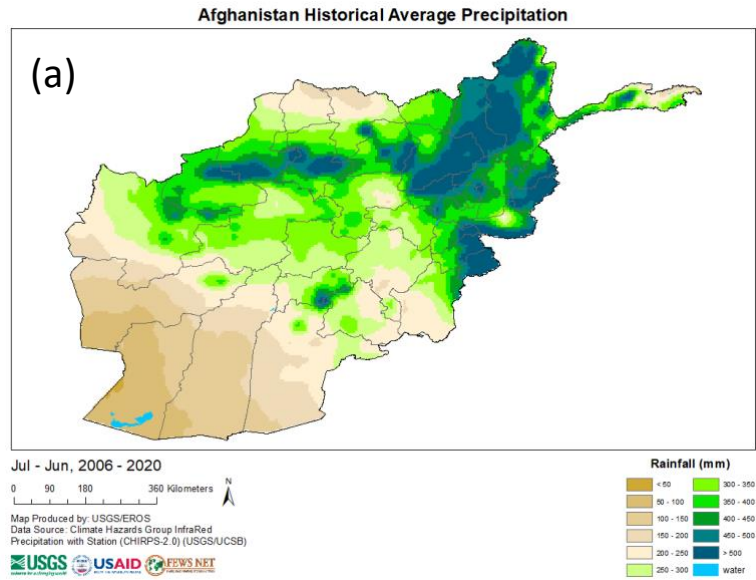 Afghanistan Historical Average Precipitation
(a)
Jul - Jun, 2006 - 2020
0 90 180 360 Kilometers
N
Map Produced by: USGS/EROS
Data Source: Climate Hazards Group InfraRed
Precipitation with Station (CHIRPS-2.0) (USGS/UCSB)
USGS USAID FEWS NET
Rainfall (mm)
< 50
50 - 100
100 - 150
150 - 200
200 - 250
250 - 300
300 - 350
350 - 400
400 - 450
450 - 500
> 500
water